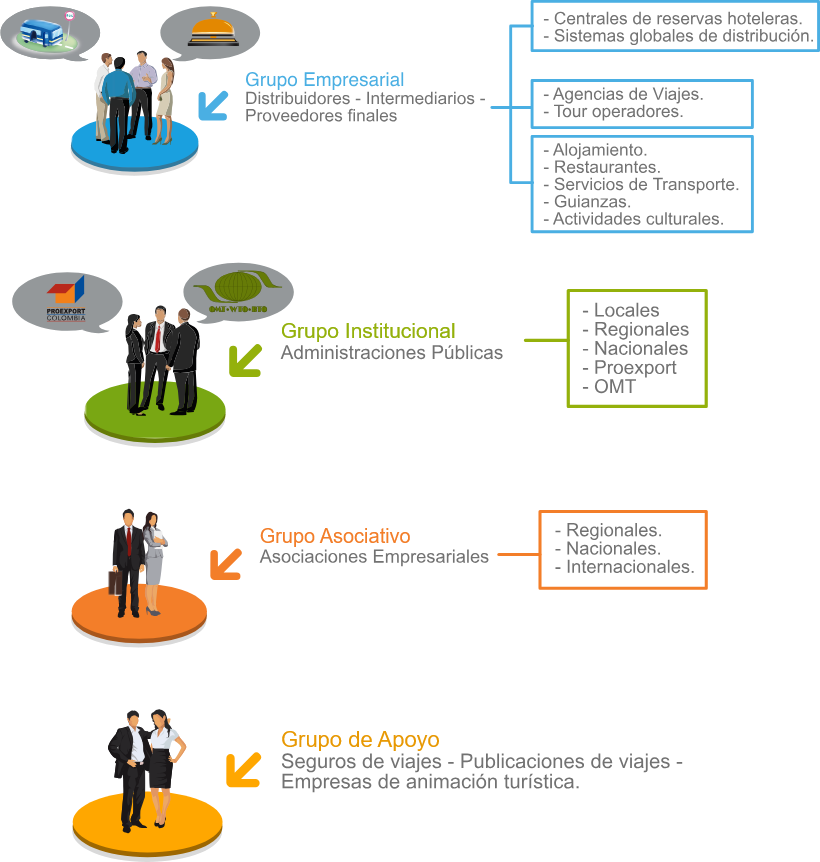 - Centrales de reservas hoteleras.
- Sistemas globales de distribución.
Grupo Empresarial
Distribuidores - Intermediarios -
Proveedores finales
- Agencias de Viajes.
- Tour operadores.
- Alojamiento.
- Restaurantes.
- Servicios de Transporte.
- Guianzas.
- Actividades culturales.
PROEXPORT
COLOMBIA
OMT•WTO•BTO
Grupo Institucional
Administraciones Públicas
- Locales
- Regionales
- Nacionales
- Proexport
- OMT
Grupo Asociativo
Asociaciones Empresariales
- Regionales.
- Nacionales.
- Internacionales.
Grupo de Apoyo
Seguros de viajes - Publicaciones de viajes -
Empresas de animación turística.